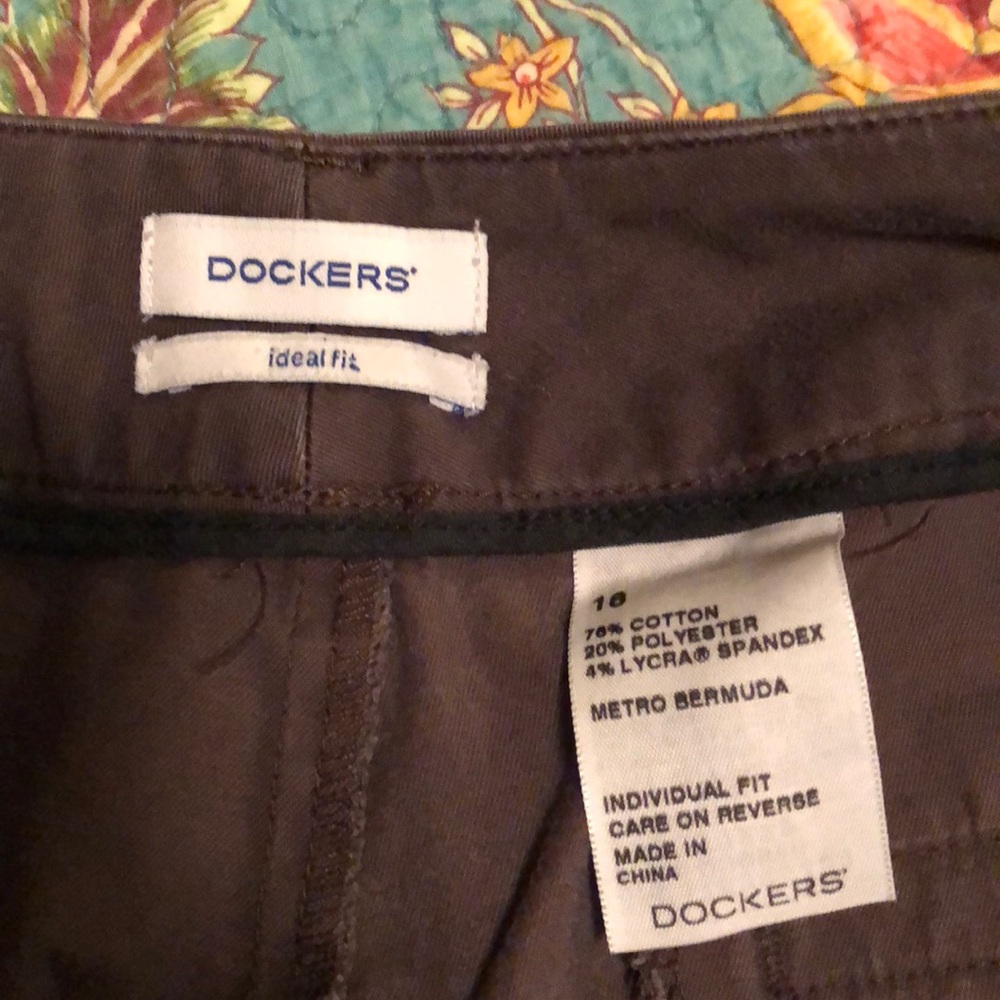 DOCKERS®
ideal fit
16
76% COTTON
20% POLYESTER
4% LYCRA® SPANDEX
METRO BERMUDA
INDIVIDUAL FIT
CARE ON REVERSE
MADE IN
CHINA
DOCKERS®